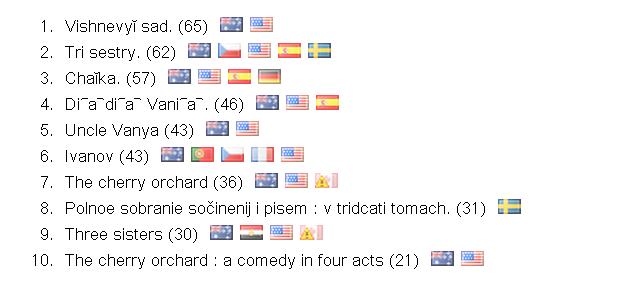 1. Vishnevyĭ sad. (65)
2. Tri sestry. (62)
3. Chaĭka. (57)
4. Di͡adi͡a Vani͡a. (46)
5. Uncle Vanya (43)
6. Ivanov (43)
7. The cherry orchard (36)
8. Polnoe sobranie sočinenij i pisem : v tridcati tomach. (31)
9. Three sisters (30)
10. The cherry orchard : a comedy in four acts (21)